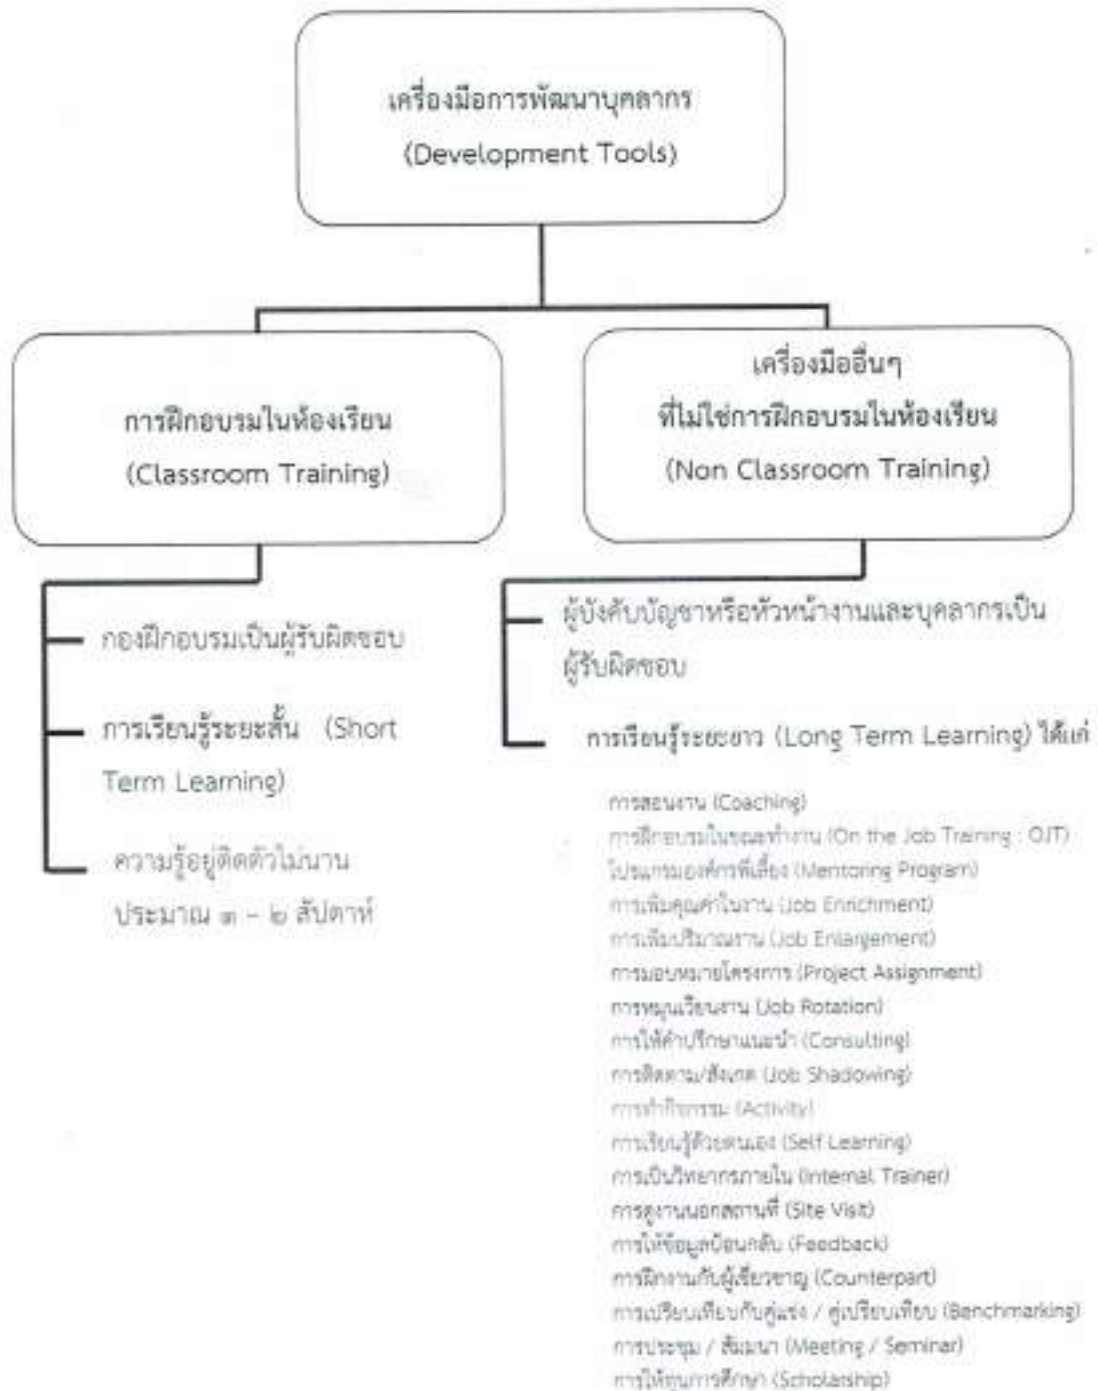 เครื่องมือการพัฒนาบุคลากร
(Development Tools)
การฝึกอบรมในห้องเรียน
(Classroom Training)
เครื่องมืออื่นๆ
ที่ไม่ใช่การฝึกอบรมในห้องเรียน
(Non Classroom Training)
กองฝึกอบรมเป็นผู้รับผิดชอบ
การเรียนรู้ระยะสั้น (Short
Term Learning)
ความรู้อยู่ติดตัวไม่นาน
ประมาณ ๑ – ๒ สัปดาห์
ผู้บังคับบัญชาหรือหัวหน้างานและบุคลากรเป็น
ผู้รับผิดชอบ
การเรียนรู้ระยะยาว (Long Term Learning) ได้แก่
การสอนงาน (Coaching)
การฝึกอบรมในขณะทำงาน (On the Job Training : OJT)
โปรแกรมองค์กรพี่เลี้ยง (Mentoring Program)
การเพิ่มคุณค่าในงาน (Job Enrichment)
การเพิ่มปริมาณงาน (Job Enlargement)
การมอบหมายโครงการ (Project Assignment)
การหมุนเวียนงาน (Job Rotation)
การให้คำปรึกษาแนะนำ (Consulting)
การติดตาม/สังเกต (Job Shadowing)
การทำกิจกรรม (Activity)
การเรียนรู้ด้วยตนเอง (Self Learning)
การเป็นวิทยากรภายใน (Internal Trainer)
การดูงานนอกสถานที่ (Site Visit)
การให้ข้อมูลป้อนกลับ (Feedback)
การฝึกงานกับผู้เชี่ยวชาญ (Counterpart)
การเปรียบเทียบกับคู่แข่ง / คู่เปรียบเทียบ (Benchmarking)
การประชุม / สัมมนา (Meeting / Seminar)
การให้ทุนการศึกษา (Scholarship)